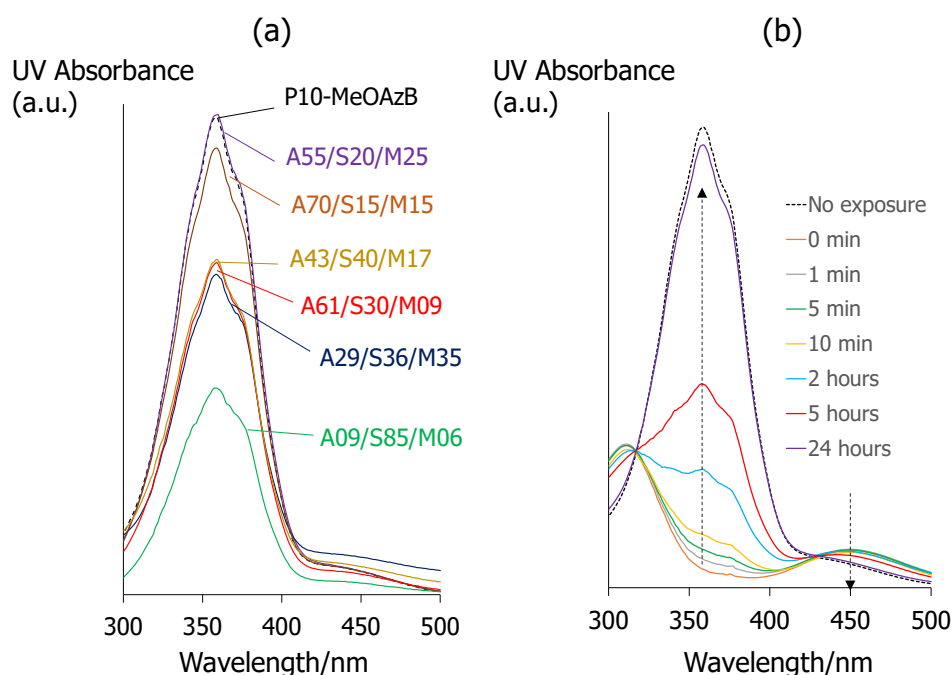 (a)
UV Absorbance
(a.u.)
P10-MeOAzB
A55/S20/M25
A70/S15/M15
A43/S40/M17
A61/S30/M09
A29/S36/M35
A09/S85/M06
300 350 400 450 500
Wavelength/nm
(b)
UV Absorbance
(a.u.)
No exposure
0 min
1 min
5 min
10 min
2 hours
5 hours
24 hours
300 350 400 450 500
Wavelength/nm